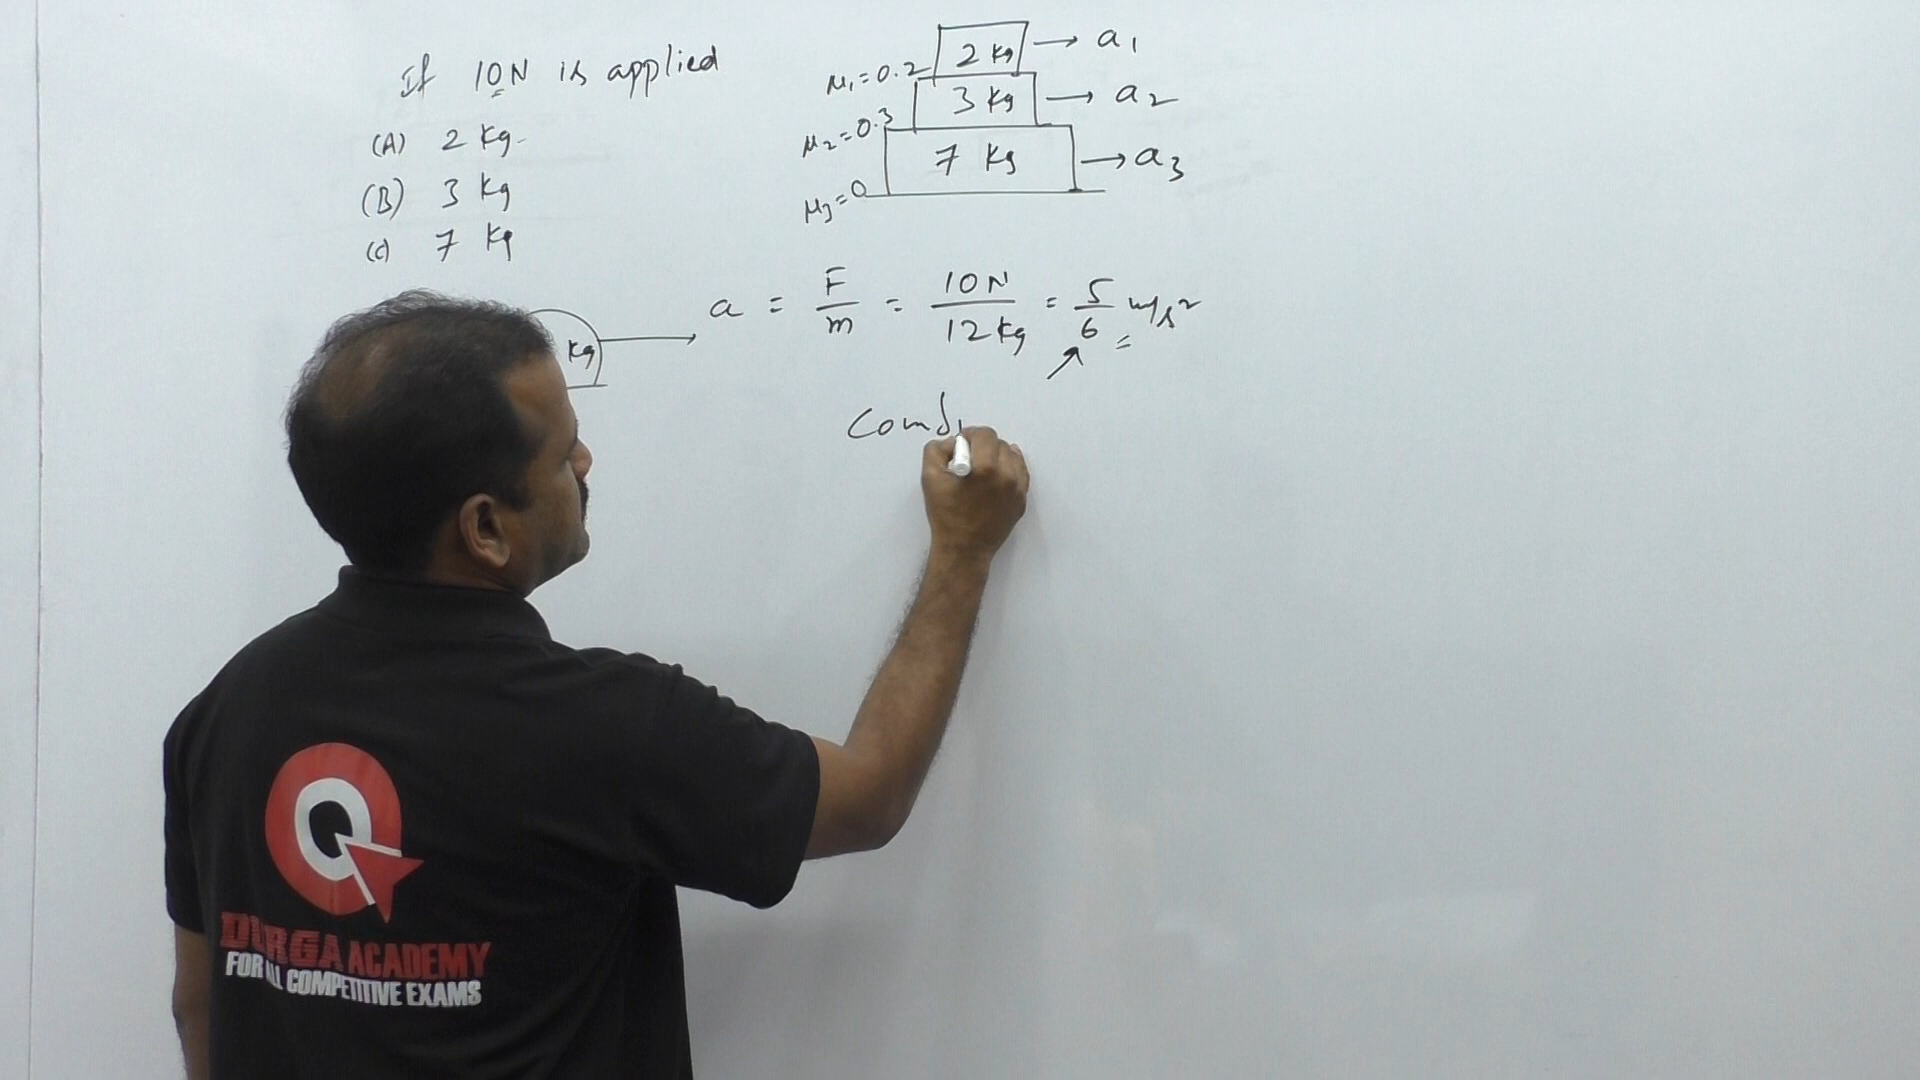 If 10N is applied
(A) 2 Kg
(B) 3 Kg
(C) 7 Kg
2 kg → a1
μ1=0.2
3 kg → a2
μ2=0.3
7 Kg → a3
μ3=0
kg
a = F/m = 10N/12kg = 5/6 m/s²
DURGA ACADEMY
FOR ALL COMPETITIVE EXAMS